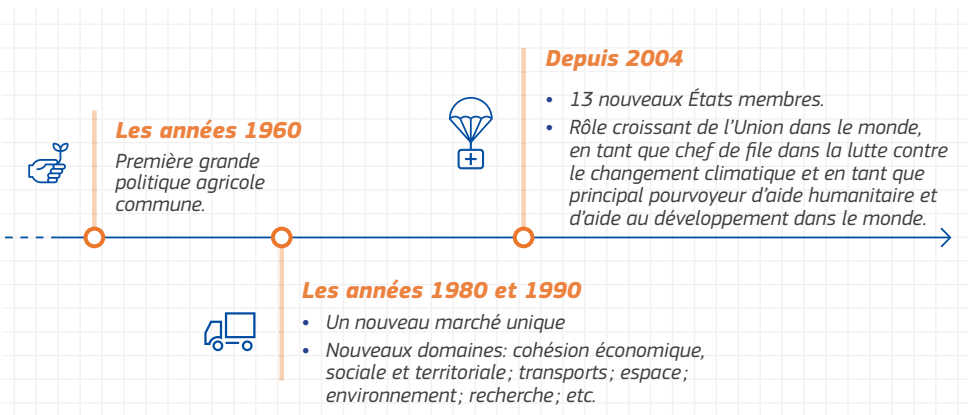 Les années 1960
Première grande
politique agricole
commune.
Les années 1980 et 1990
• Un nouveau marché unique
• Nouveaux domaines: cohésion économique,
sociale et territoriale; transports; espace;
environnement; recherche; etc.
Depuis 2004
• 13 nouveaux États membres.
• Rôle croissant de l’Union dans le monde,
en tant que chef de file dans la lutte contre
le changement climatique et en tant que
principal pourvoyeur d’aide humanitaire et
d’aide au développement dans le monde.